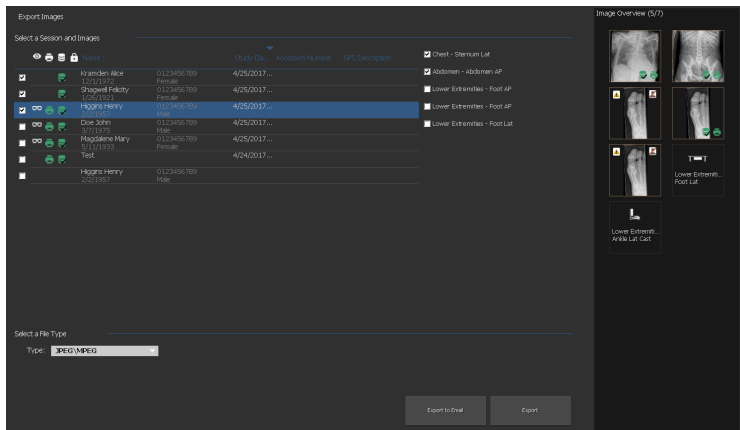 Export Images
Image Overview (5/7)
Select a Session and Images
Name
Study Da... Accession Number SPS Description
Kramden Alice 0123456789 4/25/2017...
12/1/1972 Female
Shagwell Felicity 0123456789 4/25/2017...
1/26/1921 Female
Higgins Henry 0123456789 4/25/2017...
2/2/1957 Male
Doe John 0123456789 4/25/2017...
3/7/1975 Male
Magdalene Mary 0123456789 4/25/2017...
5/11/1933 Female
Test 4/24/2017...
Higgins Henry 0123456789
2/2/1957 Male
Chest - Sternum Lat
Abdomen - Abdomen AP
Lower Extremities - Foot AP
Lower Extremities - Foot AP
Lower Extremities - Foot Lat
Lower Extremiti...
Foot Lat
Lower Extremiti...
Ankle Lat Cast
Select a File Type
Type: JPEG\MPEG
Export to Email
Export